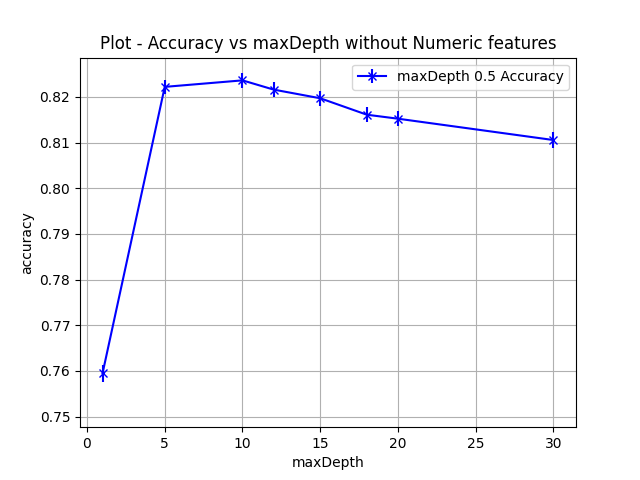 Plot - Accuracy vs maxDepth without Numeric features
maxDepth 0.5 Accuracy
0.82
0.81
0.80
0.79
0.78
0.77
0.76
0.75
accuracy
0 5 10 15 20 25 30
maxDepth